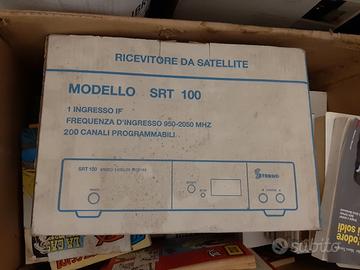 RICEVITORE DA SATELLITE
MODELLO SRT 100
1 INGRESSO IF
FREQUENZA D'INGRESSO 950-2050 MHZ
200 CANALI PROGRAMMABILI
SRT 100
subito